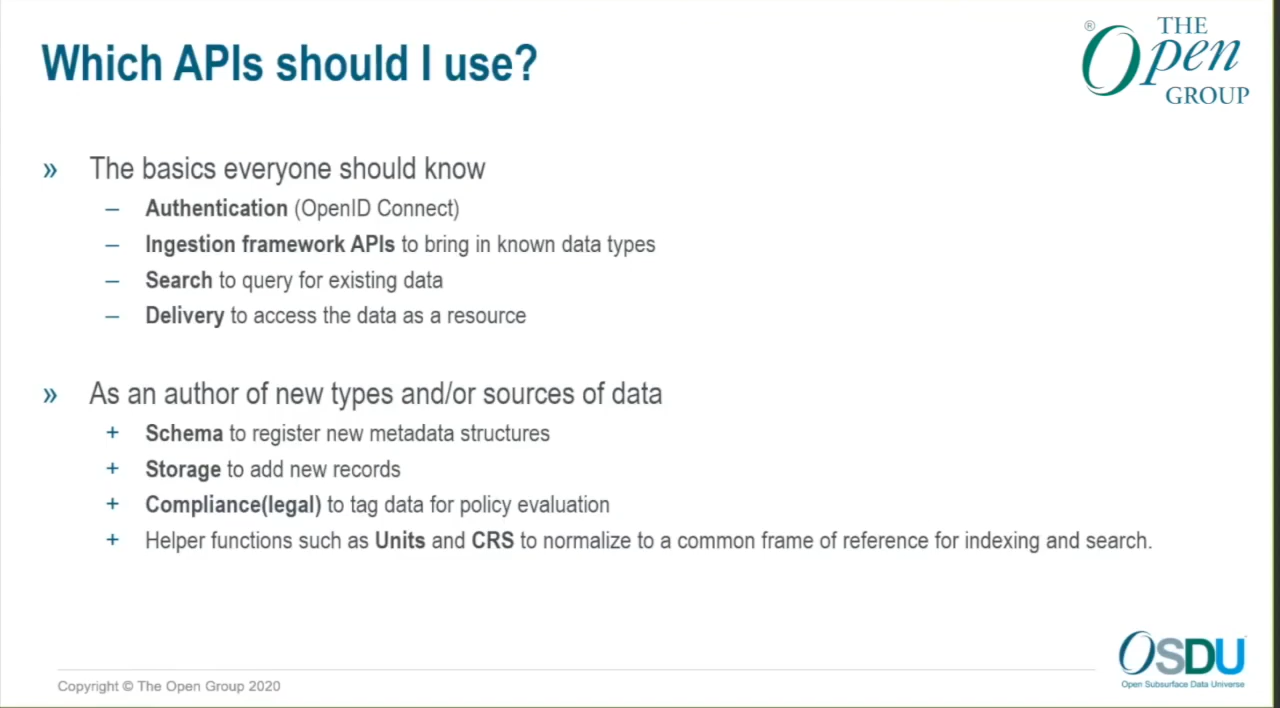 Which APIs should I use?
® THE
Open
GROUP
» The basics everyone should know
– Authentication (OpenID Connect)
– Ingestion framework APIs to bring in known data types
– Search to query for existing data
– Delivery to access the data as a resource
» As an author of new types and/or sources of data
+ Schema to register new metadata structures
+ Storage to add new records
+ Compliance(legal) to tag data for policy evaluation
+ Helper functions such as Units and CRS to normalize to a common frame of reference for indexing and search.
OSDU
Open Subsurface Data Universe
Copyright © The Open Group 2020